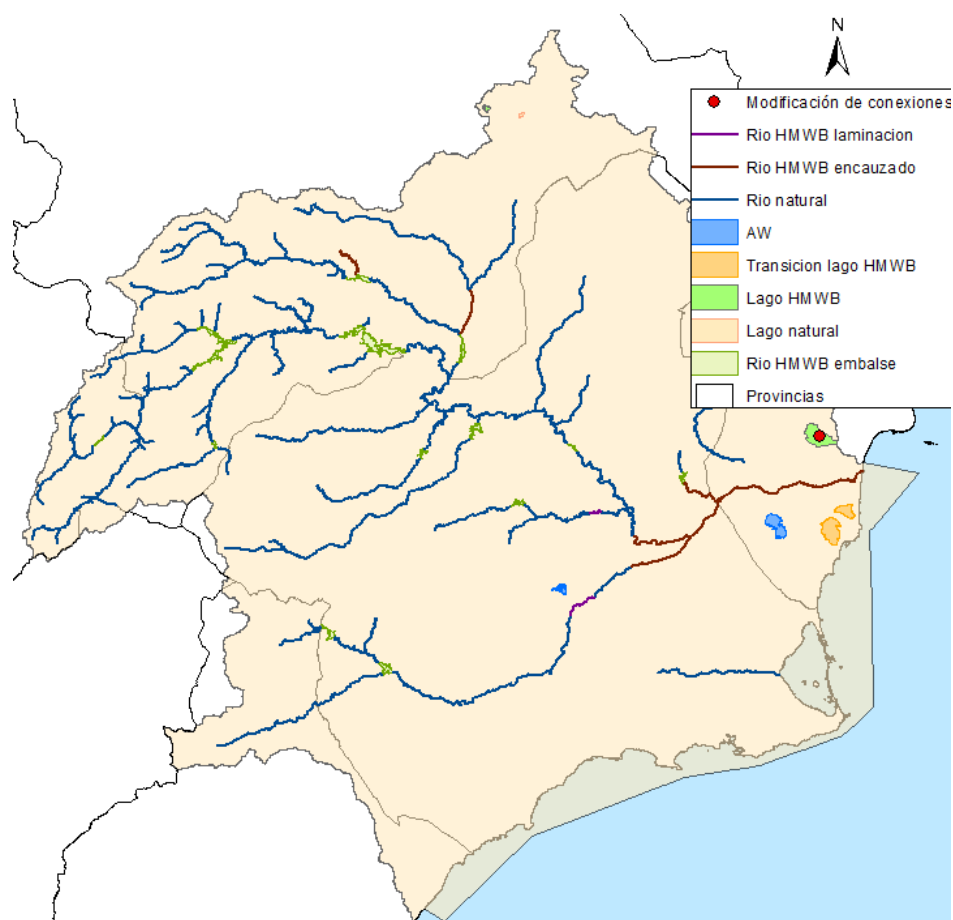 N
Modificación de conexiones
Rio HMWB laminacion
Rio HMWB encauzado
Rio natural
AW
Transicion lago HMWB
Lago HMWB
Lago natural
Rio HMWB embalse
Provincias